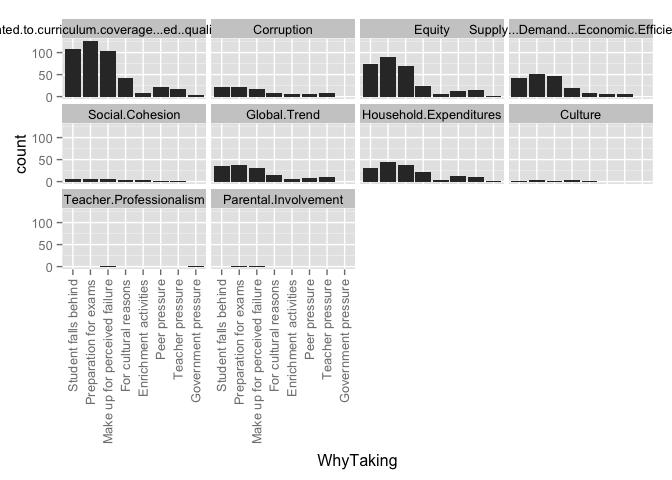 ated.to.curriculum.coverage...ed..quali
Corruption
Equity
Supply...Demand...Economic.Efficie
100
50
0
Social.Cohesion
Global.Trend
Household.Expenditures
Culture
100
50
0
Teacher.Professionalism
Parental.Involvement
100
50
0
count
Student falls behind
Preparation for exams
Make up for perceived failure
For cultural reasons
Enrichment activities
Peer pressure
Teacher pressure
Government pressure
Student falls behind
Preparation for exams
Make up for perceived failure
For cultural reasons
Enrichment activities
Peer pressure
Teacher pressure
Government pressure
WhyTaking